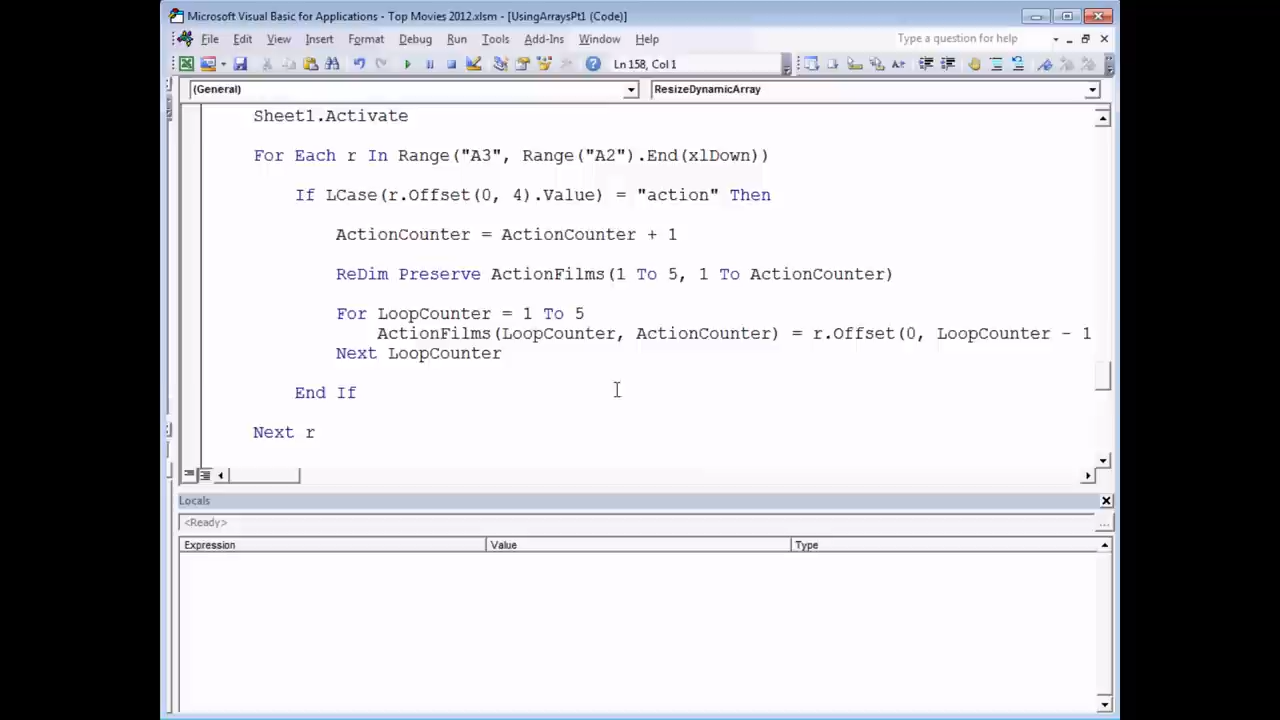 Microsoft Visual Basic for Applications - Top Movies 2012.xlsm - [UsingArraysPt1 (Code)]
File Edit View Insert Format Debug Run Tools Add-Ins Window Help Type a question for help
Ln 158, Col 1
(General) ResizeDynamicArray
Sheet1.Activate
For Each r In Range("A3", Range("A2").End(xlDown))
If LCase(r.Offset(0, 4).Value) = "action" Then
ActionCounter = ActionCounter + 1
ReDim Preserve ActionFilms(1 To 5, 1 To ActionCounter)
For LoopCounter = 1 To 5
ActionFilms(LoopCounter, ActionCounter) = r.Offset(0, LoopCounter - 1
Next LoopCounter
End If
Next r
Locals
<Ready> ...
Expression Value Type